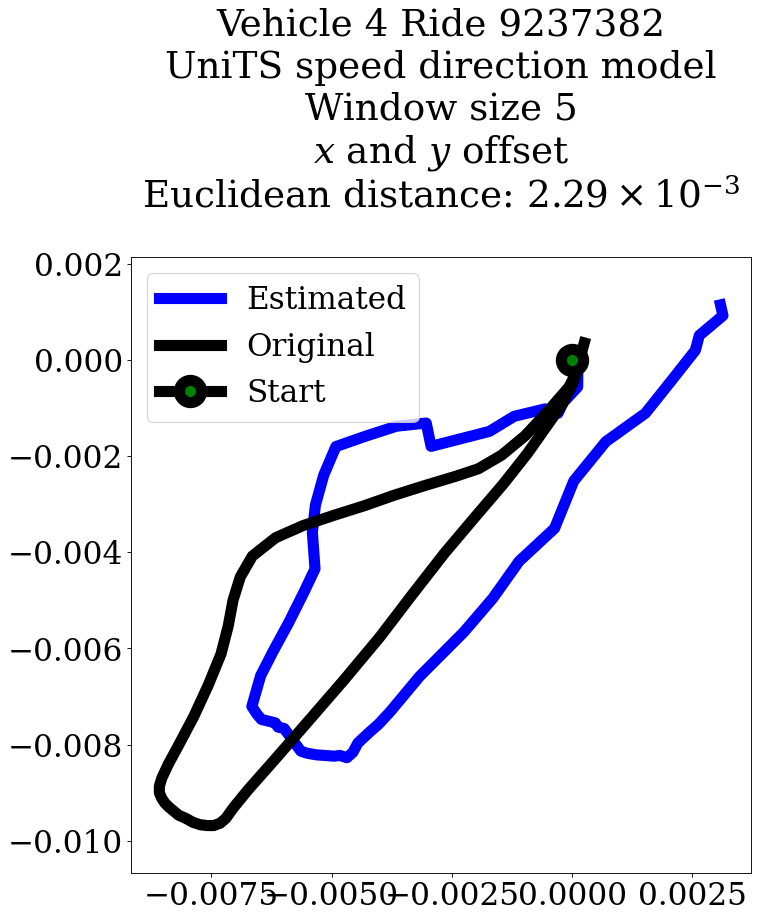 Vehicle 4 Ride 9237382
UniTS speed direction model
Window size 5
x and y offset
Euclidean distance: 2.29 × 10⁻³
0.002
0.000
−0.002
−0.004
−0.006
−0.008
−0.010
Estimated
Original
Start
−0.0075 −0.0050 −0.0025 0.0000 0.0025